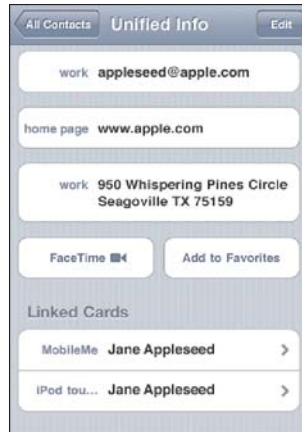 All Contacts Unified Info Edit
work appleseed@apple.com
home page www.apple.com
work 950 Whispering Pines Circle
Seagoville TX 75159
FaceTime Add to Favorites
Linked Cards
MobileMe Jane Appleseed
iPod tou... Jane Appleseed